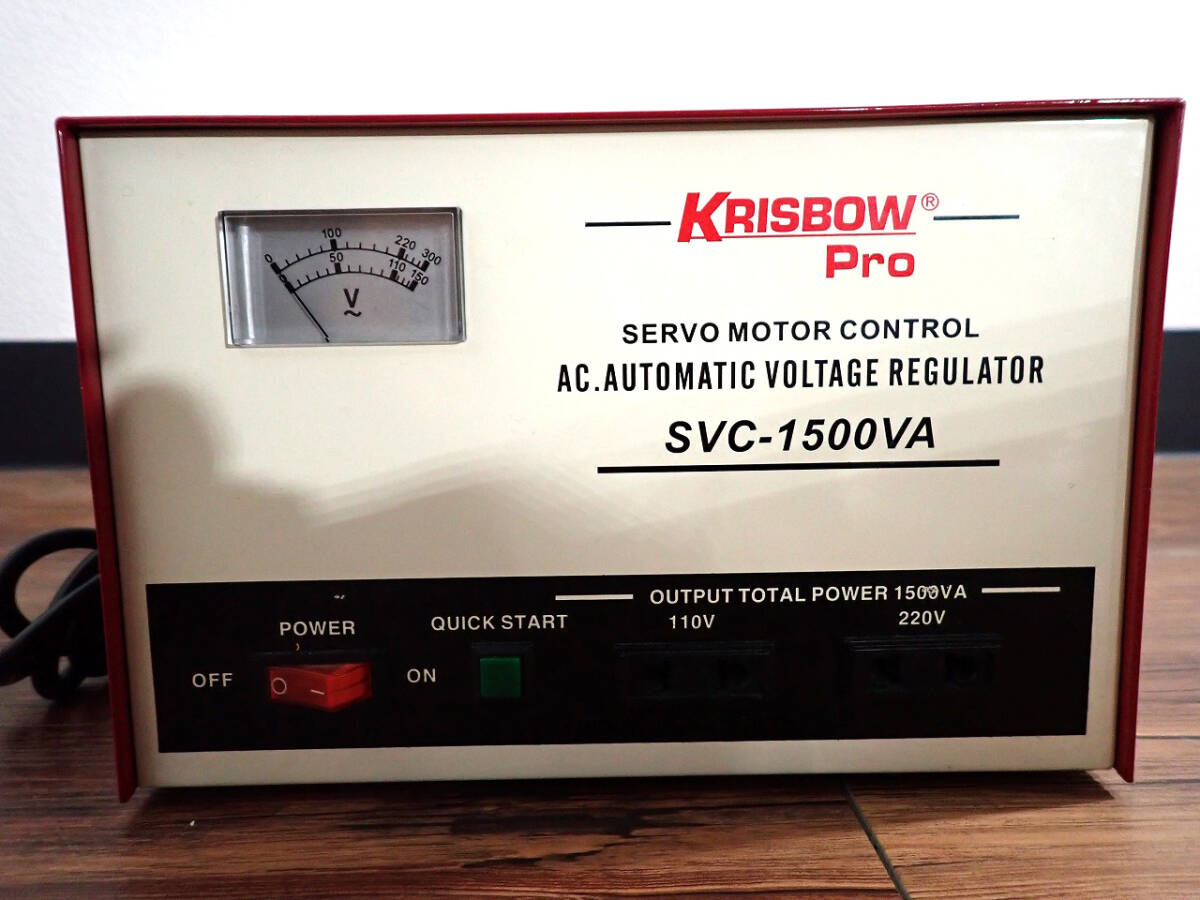 0 100 220 300
0 50 110 150
V
~
KRISBOW®
Pro
SERVO MOTOR CONTROL
AC.AUTOMATIC VOLTAGE REGULATOR
SVC-1500VA
OUTPUT TOTAL POWER 1500VA
POWER
QUICK START
110V
220V
OFF
ON